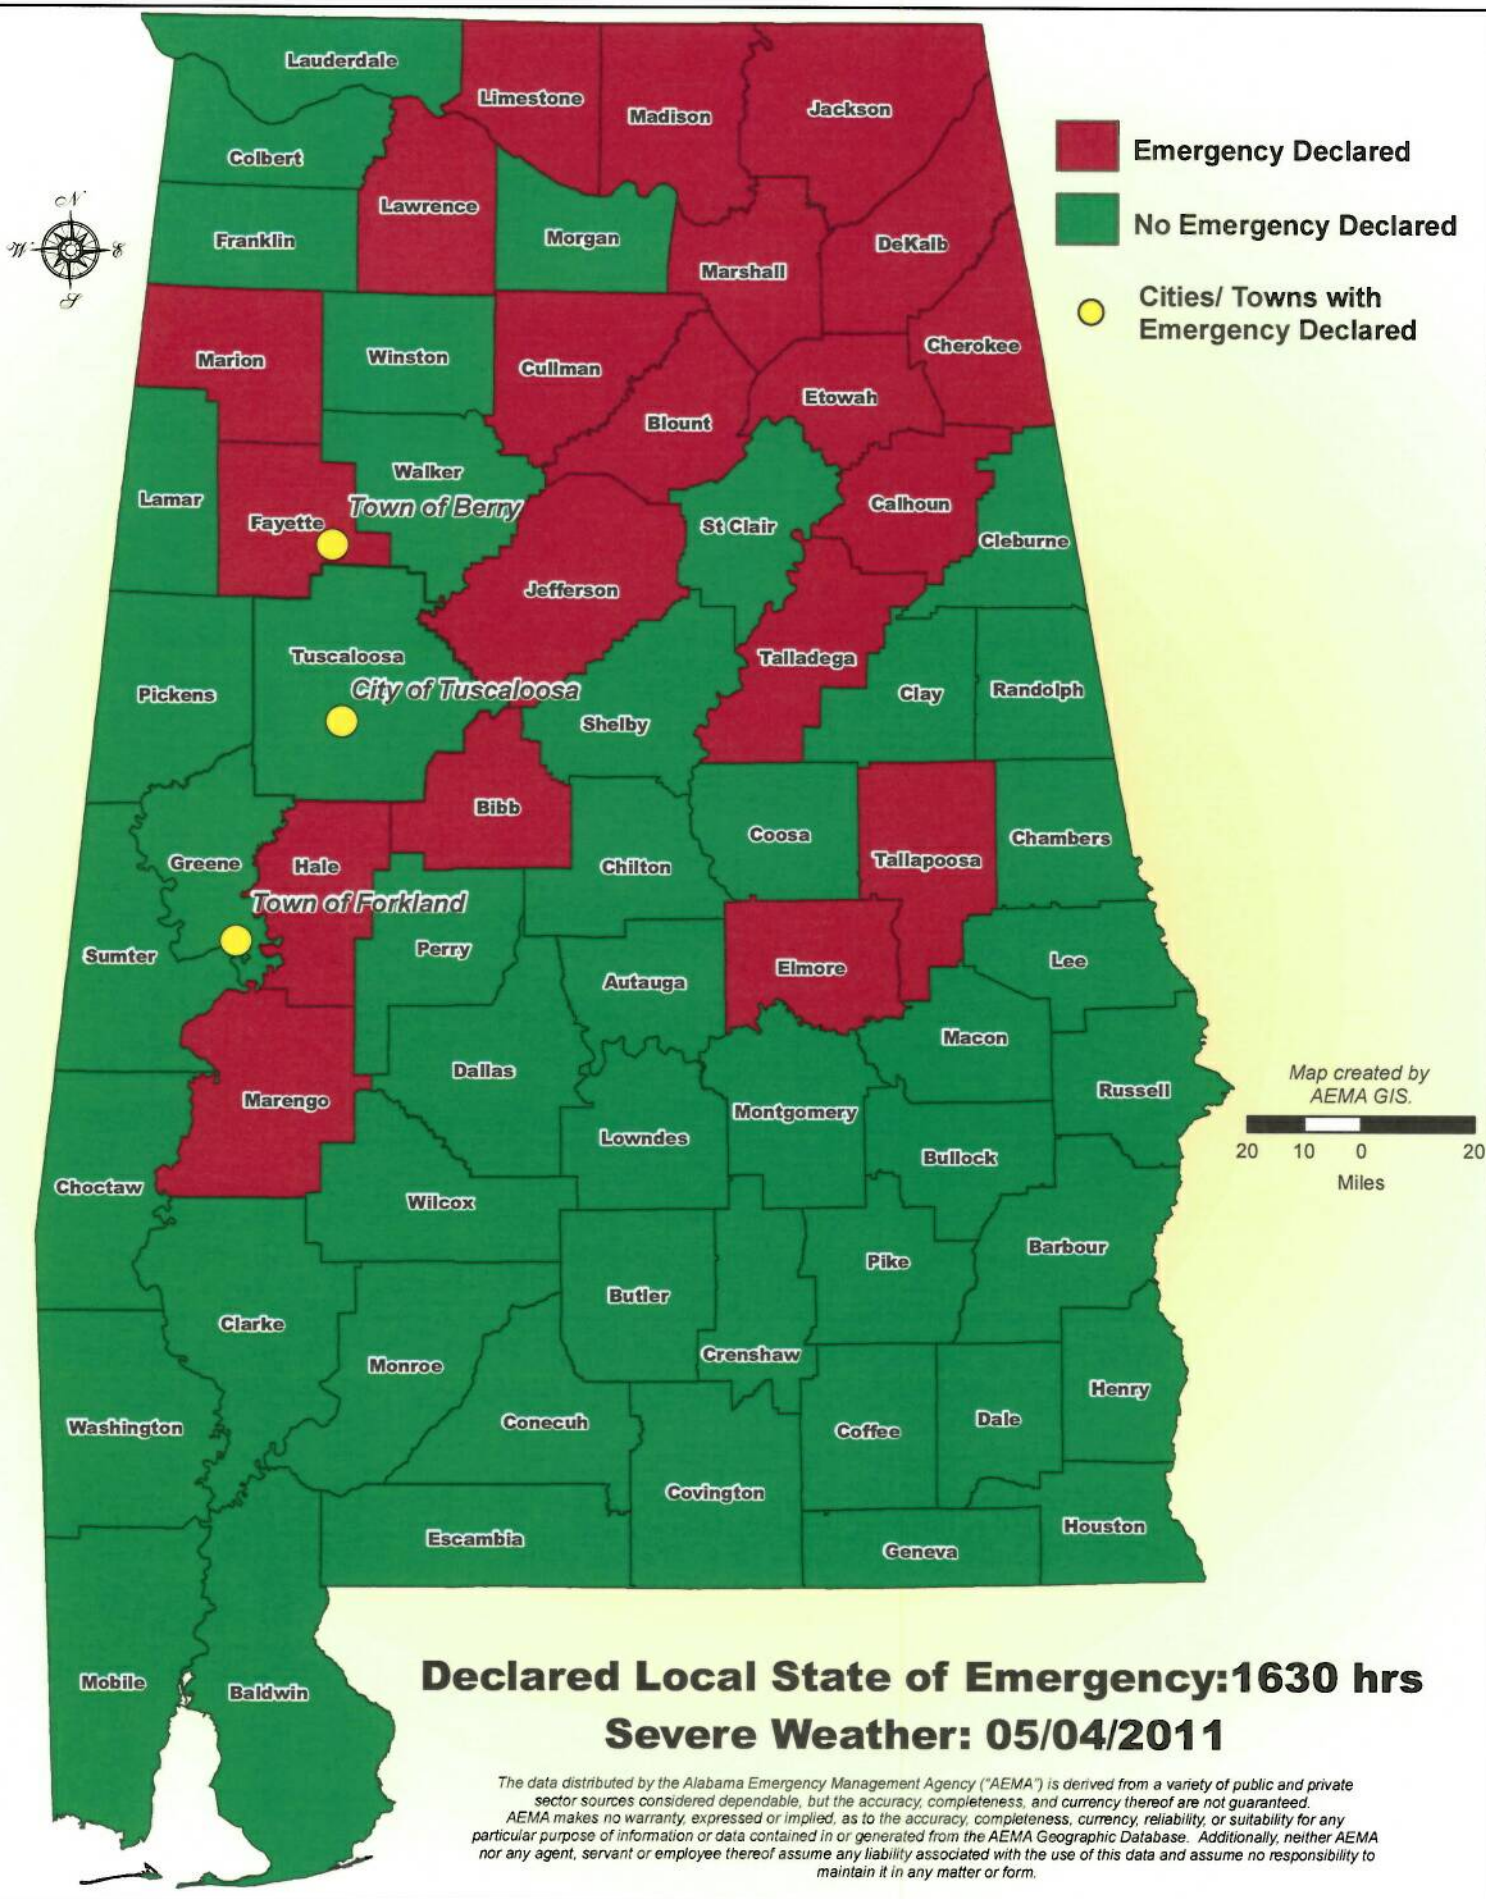 Lauderdale
Limestone
Madison
Jackson
Colbert
Lawrence
Franklin
Morgan
Marshall
DeKalb
Cherokee
Marion
Winston
Cullman
Blount
Etowah
Lamar
Fayette
Walker
Town of Berry
St Clair
Calhoun
Cleburne
Jefferson
Tuscaloosa
City of Tuscaloosa
Pickens
Shelby
Talladega
Clay
Randolph
Bibb
Greene
Hale
Town of Forkland
Chilton
Coosa
Tallapoosa
Chambers
Sumter
Perry
Autauga
Elmore
Lee
Macon
Dallas
Marengo
Lowndes
Montgomery
Bullock
Russell
Choctaw
Wilcox
Butler
Crenshaw
Pike
Barbour
Clarke
Monroe
Conecuh
Washington
Covington
Coffee
Dale
Henry
Escambia
Geneva
Houston
Mobile
Baldwin
N
W
E
S
Emergency Declared
No Emergency Declared
Cities/ Towns with
Emergency Declared
Map created by
AEMA GIS.
20 10 0 20
Miles
Declared Local State of Emergency:1630 hrs
Severe Weather: 05/04/2011
The data distributed by the Alabama Emergency Management Agency ("AEMA") is derived from a variety of public and private
sector sources considered dependable, but the accuracy, completeness, and currency thereof are not guaranteed.
AEMA makes no warranty, expressed or implied, as to the accuracy, completeness, currency, reliability, or suitability for any
particular purpose of information or data contained in or generated from the AEMA Geographic Database. Additionally, neither AEMA
nor any agent, servant or employee thereof assume any liability associated with the use of this data and assume no responsibility to
maintain it in any matter or form.